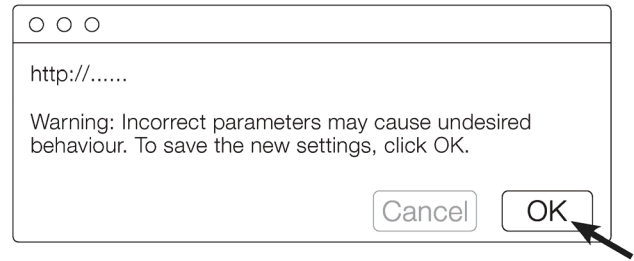 http://......
Warning: Incorrect parameters may cause undesired
behaviour. To save the new settings, click OK.
Cancel
OK